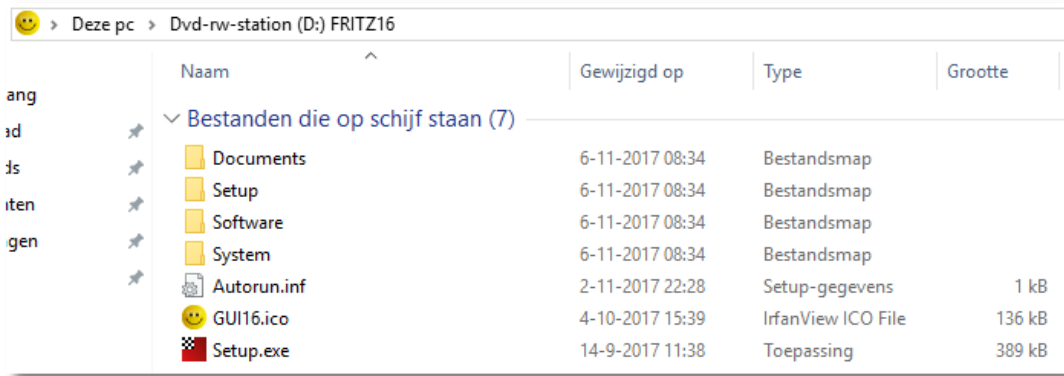 Deze pc > Dvd-rw-station (D:) FRITZ16
Naam Gewijzigd op Type Grootte
ang
ad
ds
nten
gen
Bestanden die op schijf staan (7)
Documents 6-11-2017 08:34 Bestandsmap
Setup 6-11-2017 08:34 Bestandsmap
Software 6-11-2017 08:34 Bestandsmap
System 6-11-2017 08:34 Bestandsmap
Autorun.inf 2-11-2017 22:28 Setup-gegevens 1 kB
GUI16.ico 4-10-2017 15:39 IrfanView ICO File 136 kB
Setup.exe 14-9-2017 11:38 Toepassing 389 kB